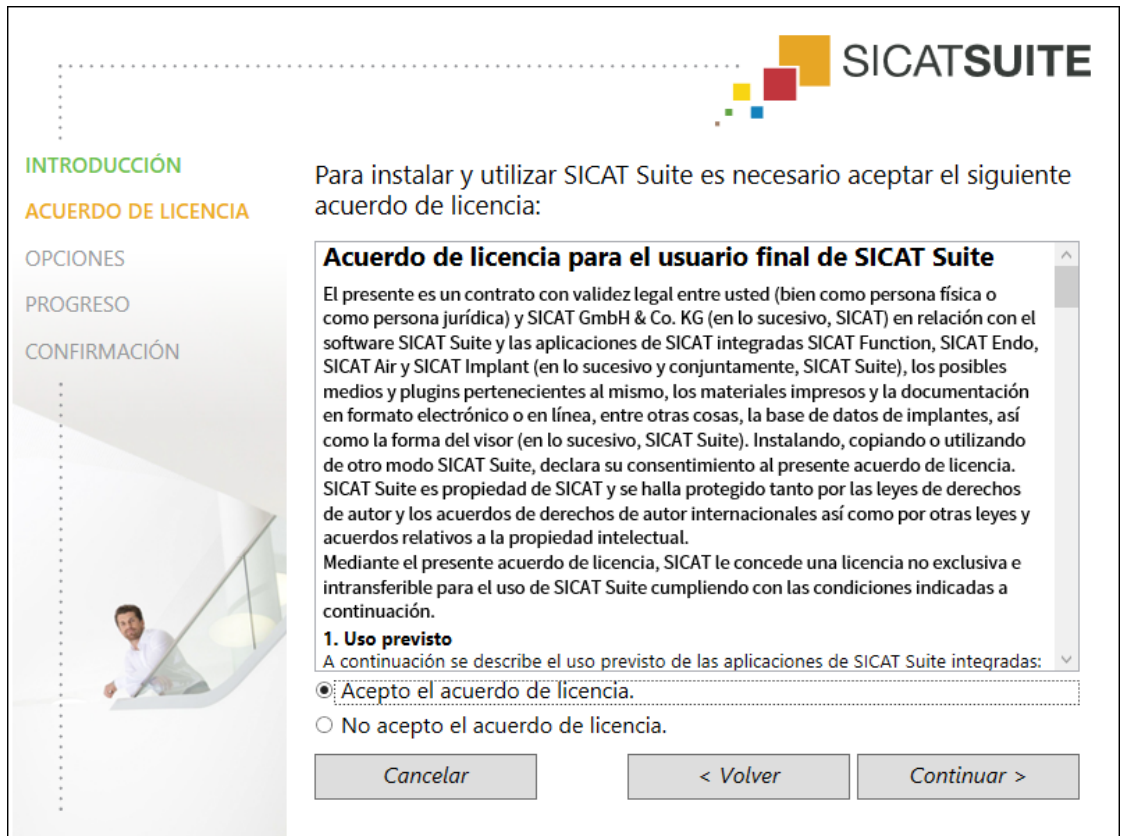 SICATSUITE
INTRODUCCIÓN
ACUERDO DE LICENCIA
OPCIONES
PROGRESO
CONFIRMACIÓN
Para instalar y utilizar SICAT Suite es necesario aceptar el siguiente
acuerdo de licencia:
Acuerdo de licencia para el usuario final de SICAT Suite
El presente es un contrato con validez legal entre usted (bien como persona física o
como persona jurídica) y SICAT GmbH & Co. KG (en lo sucesivo, SICAT) en relación con el
software SICAT Suite y las aplicaciones de SICAT integradas SICAT Function, SICAT Endo,
SICAT Air y SICAT Implant (en lo sucesivo y conjuntamente, SICAT Suite), los posibles
medios y plugins pertenecientes al mismo, los materiales impresos y la documentación
en formato electrónico o en línea, entre otras cosas, la base de datos de implantes, así
como la forma del visor (en lo sucesivo, SICAT Suite). Instalando, copiando o utilizando
de otro modo SICAT Suite, declara su consentimiento al presente acuerdo de licencia.
SICAT Suite es propiedad de SICAT y se halla protegido tanto por las leyes de derechos
de autor y los acuerdos de derechos de autor internacionales así como por otras leyes y
acuerdos relativos a la propiedad intelectual.
Mediante el presente acuerdo de licencia, SICAT le concede una licencia no exclusiva e
intransferible para el uso de SICAT Suite cumpliendo con las condiciones indicadas a
continuación.
1. Uso previsto
A continuación se describe el uso previsto de las aplicaciones de SICAT Suite integradas:
Acepto el acuerdo de licencia.
No acepto el acuerdo de licencia.
Cancelar
< Volver
Continuar >